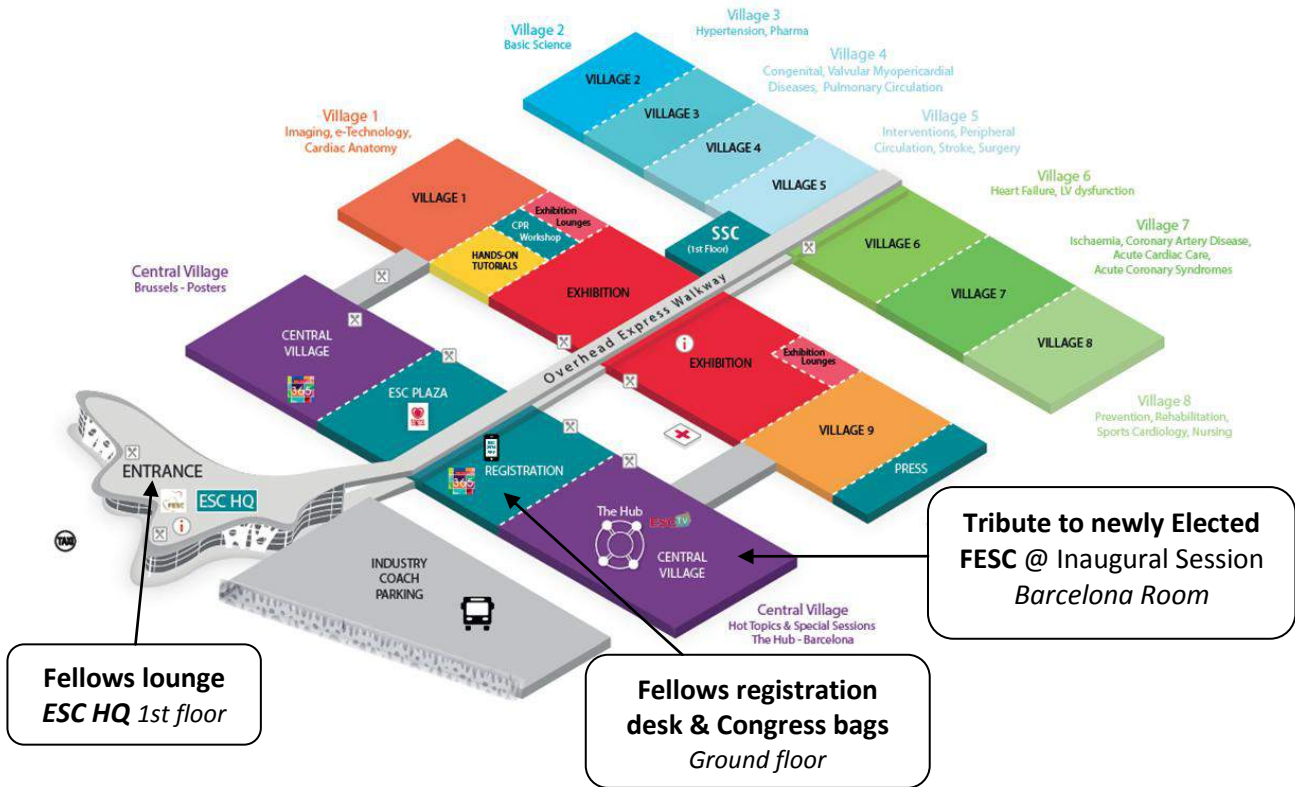 Village 3
Hypertension, Pharma
Village 2
Basic Science
Village 4
Congenital, Valvular Myopericardial
Diseases, Pulmonary Circulation
VILLAGE 2
Village 1
Imaging, e-Technology,
Cardiac Anatomy
VILLAGE 3
Village 5
Interventions, Peripheral
Circulation, Stroke, Surgery
VILLAGE 4
VILLAGE 5
Village 6
Heart Failure, LV dysfunction
VILLAGE 1
Exhibition
Lounges
CPR
Workshop
HANDS-ON
TUTORIALS
SSC
(1st Floor)
VILLAGE 6
Village 7
Ischaemia, Coronary Artery Disease,
Acute Cardiac Care,
Acute Coronary Syndromes
Central Village
Brussels - Posters
EXHIBITION
VILLAGE 7
Overhead Express Walkway
CENTRAL
VILLAGE
365
VILLAGE 8
EXHIBITION
Exhibition
Lounges
ESC PLAZA
Village 8
Prevention, Rehabilitation,
Sports Cardiology, Nursing
VILLAGE 9
ENTRANCE
FESC
ESC HQ
REGISTRATION
365
PRESS
TAXI
The Hub
ESC TV
CENTRAL
VILLAGE
INDUSTRY
COACH
PARKING
Central Village
Hot Topics & Special Sessions
The Hub - Barcelona
Tribute to newly Elected
FESC @ Inaugural Session
Barcelona Room
Fellows lounge
ESC HQ 1st floor
Fellows registration
desk & Congress bags
Ground floor